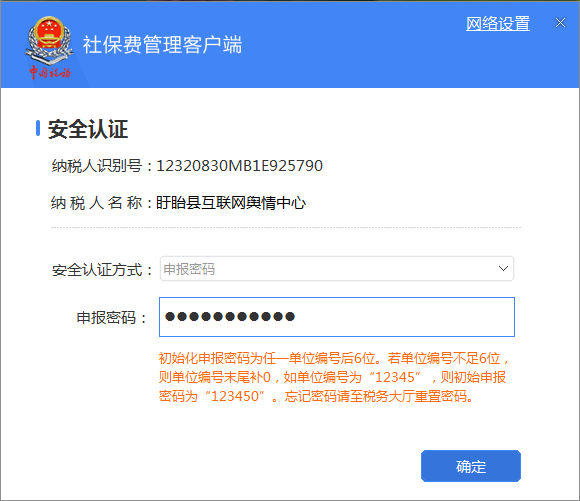 网络设置
中国税务
社保费管理客户端
安全认证
纳税人识别号：12320830MB1E925790
纳 税 人 名 称：盱眙县互联网舆情中心
安全认证方式：申报密码
申报密码：●●●●●●●●●●●
初始化申报密码为任一单位编号后6位。若单位编号不足6位，
则单位编号末尾补0，如单位编号为“12345”，则初始申报
密码为“123450”。忘记密码请至税务大厅重置密码。
确定